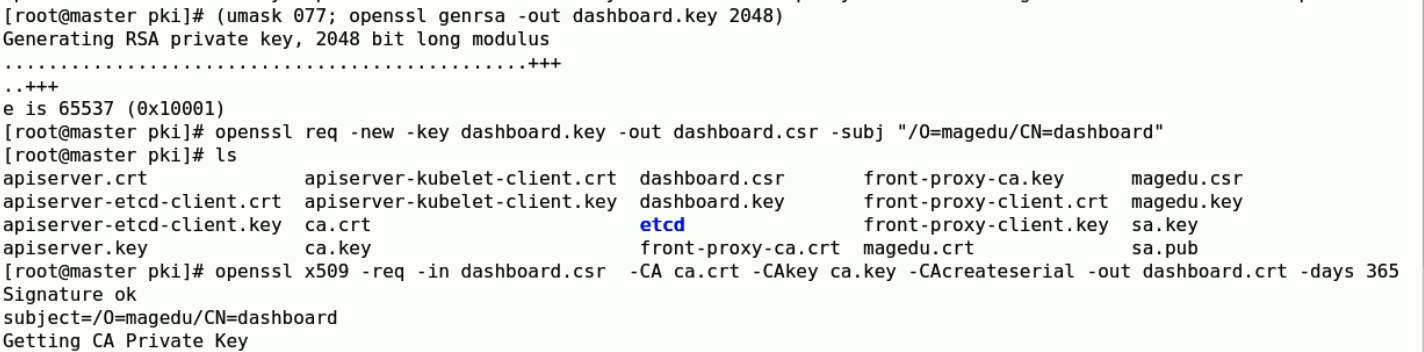 [root@master pki]# (umask 077; openssl genrsa -out dashboard.key 2048)
Generating RSA private key, 2048 bit long modulus
...............................................+++
..+++
e is 65537 (0x10001)
[root@master pki]# openssl req -new -key dashboard.key -out dashboard.csr -subj "/O=magedu/CN=dashboard"
[root@master pki]# ls
apiserver.crt              apiserver-kubelet-client.crt  dashboard.csr       front-proxy-ca.key      magedu.csr
apiserver-etcd-client.crt  apiserver-kubelet-client.key  dashboard.key       front-proxy-client.crt  magedu.key
apiserver-etcd-client.key  ca.crt                        etcd                front-proxy-client.key  sa.key
apiserver.key              ca.key                        front-proxy-ca.crt  magedu.crt              sa.pub
[root@master pki]# openssl x509 -req -in dashboard.csr  -CA ca.crt -CAkey ca.key -CAcreateserial -out dashboard.crt -days 365
Signature ok
subject=/O=magedu/CN=dashboard
Getting CA Private Key